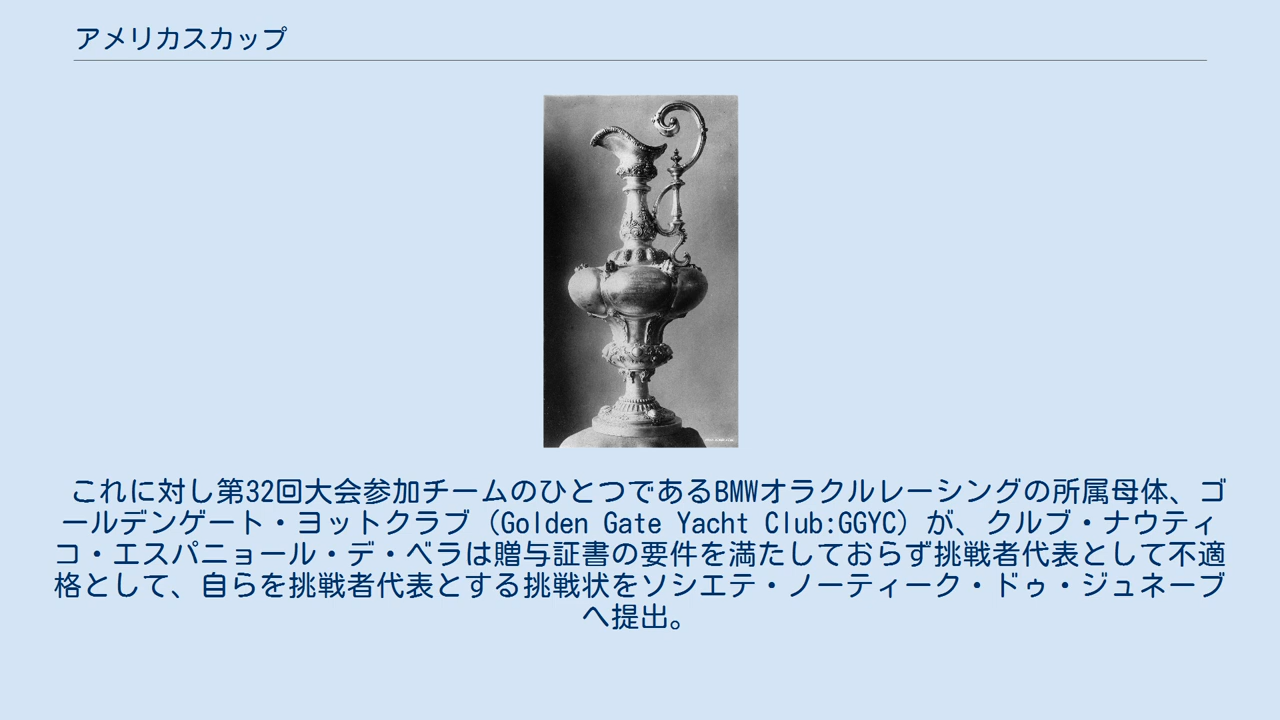 アメリカスカップ
これに対し第32回大会参加チームのひとつであるBMWオラクルレーシングの所属母体、ゴ
ールデンゲート・ヨットクラブ（Golden Gate Yacht Club:GGYC）が、クルブ・ナウティ
コ・エスパニョール・デ・ベラは贈与証書の要件を満たしておらず挑戦者代表として不適
格として、自らを挑戦者代表とする挑戦状をソシエテ・ノーティーク・ドゥ・ジュネーブ
へ提出。